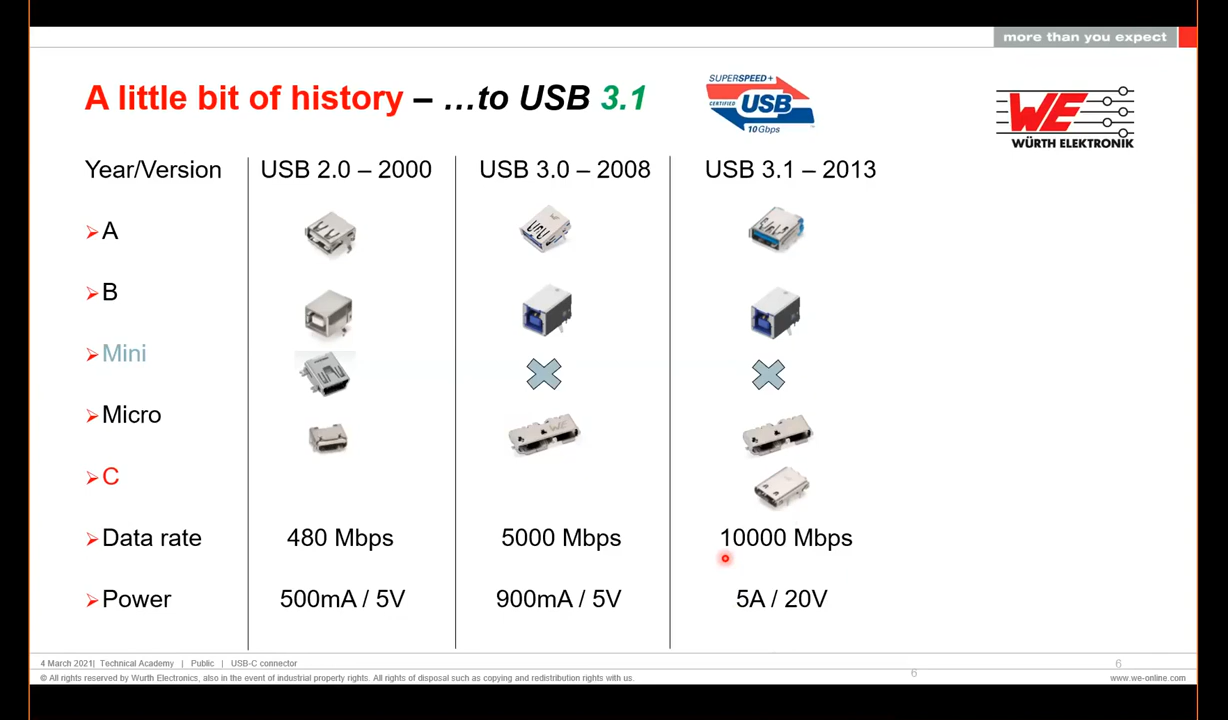 more than you expect
A little bit of history – …to USB 3.1
SUPERSPEED+
CERTIFIED USB
10Gbps
WE
WÜRTH ELEKTRONIK
Year/Version USB 2.0 – 2000 USB 3.0 – 2008 USB 3.1 – 2013
A
B
Mini
Micro
C
Data rate 480 Mbps 5000 Mbps 10000 Mbps
Power 500mA / 5V 900mA / 5V 5A / 20V
4 March 2021| Technical Academy | Public | USB-C connector 6
© All rights reserved by Wurth Electronics, also in the event of industrial property rights. All rights of disposal such as copying and redistribution rights with us. 6 www.we-online.com